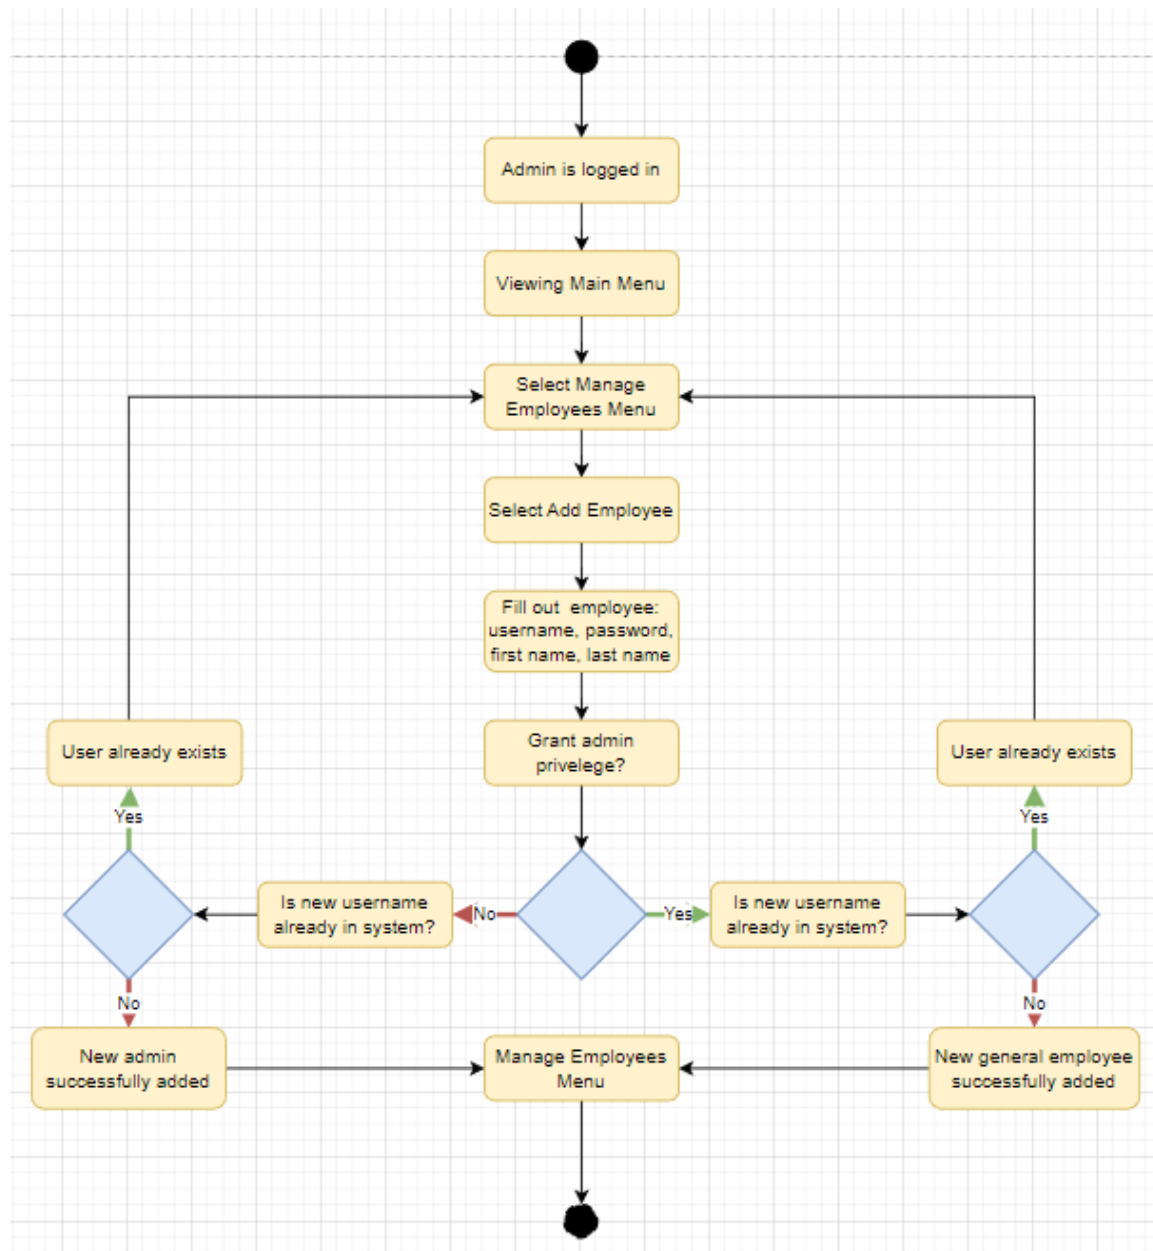 Admin is logged in
Viewing Main Menu
Select Manage
Employees Menu
Select Add Employee
Fill out employee:
username, password,
first name, last name
Grant admin
privelege?
User already exists
User already exists
Yes
Yes
Is new username
already in system?
No
Yes
Is new username
already in system?
No
No
New admin
successfully added
Manage Employees
Menu
New general employee
successfully added